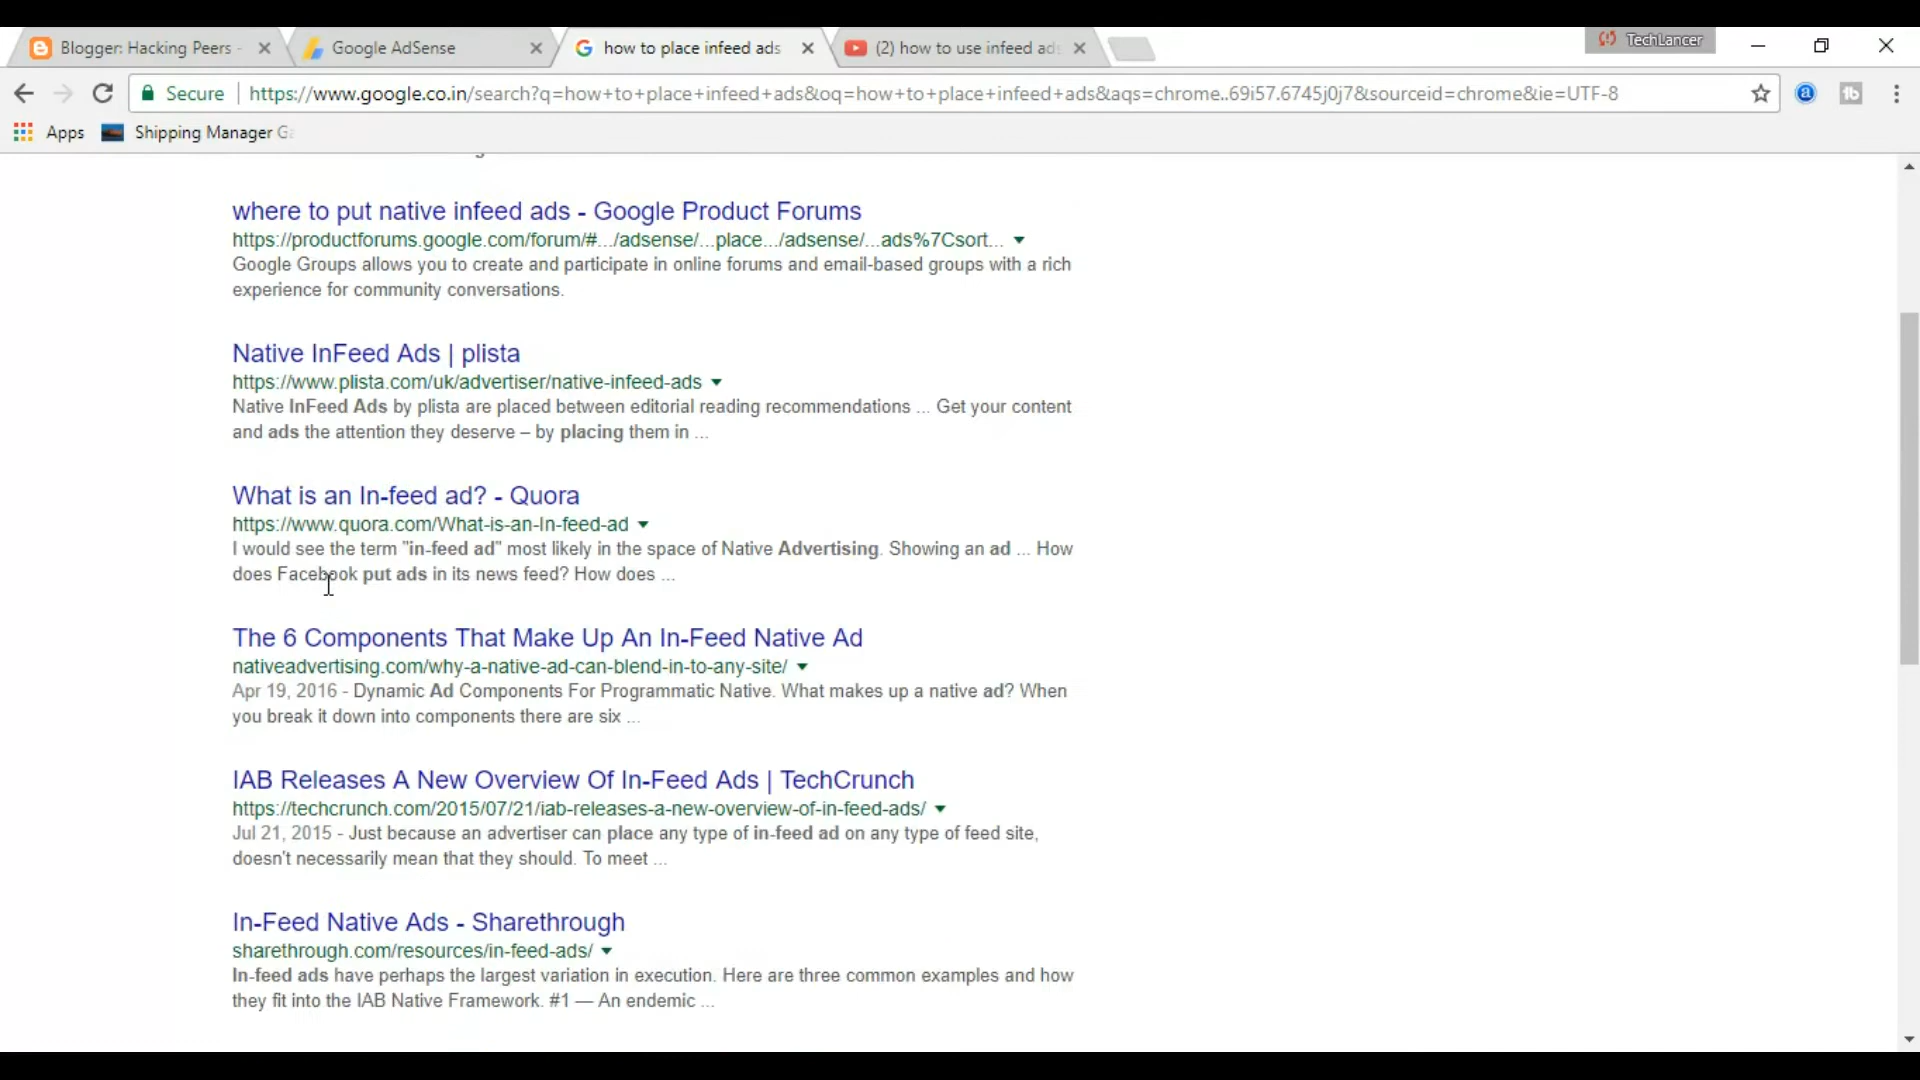 Blogger: Hacking Peers -
Google AdSense
how to place infeed ads
(2) how to use infeed ads
TechLancer
Secure
https://www.google.co.in/search?q=how+to+place+infeed+ads&oq=how+to+place+infeed+ads&aqs=chrome..69i57.6745j0j7&sourceid=chrome&ie=UTF-8
Apps
Shipping Manager Ga
where to put native infeed ads - Google Product Forums
https://productforums.google.com/forum/#.../adsense/...place.../adsense/...ads%7Csort...
Google Groups allows you to create and participate in online forums and email-based groups with a rich
experience for community conversations.
Native InFeed Ads | plista
https://www.plista.com/uk/advertiser/native-infeed-ads
Native InFeed Ads by plista are placed between editorial reading recommendations ... Get your content
and ads the attention they deserve – by placing them in ...
What is an In-feed ad? - Quora
https://www.quora.com/What-is-an-In-feed-ad
I would see the term "in-feed ad" most likely in the space of Native Advertising. Showing an ad ... How
does Facebook put ads in its news feed? How does ...
The 6 Components That Make Up An In-Feed Native Ad
nativeadvertising.com/why-a-native-ad-can-blend-in-to-any-site/
Apr 19, 2016 - Dynamic Ad Components For Programmatic Native. What makes up a native ad? When
you break it down into components there are six ...
IAB Releases A New Overview Of In-Feed Ads | TechCrunch
https://techcrunch.com/2015/07/21/iab-releases-a-new-overview-of-in-feed-ads/
Jul 21, 2015 - Just because an advertiser can place any type of in-feed ad on any type of feed site,
doesn't necessarily mean that they should. To meet ...
In-Feed Native Ads - Sharethrough
sharethrough.com/resources/in-feed-ads/
In-feed ads have perhaps the largest variation in execution. Here are three common examples and how
they fit into the IAB Native Framework. #1 — An endemic ...